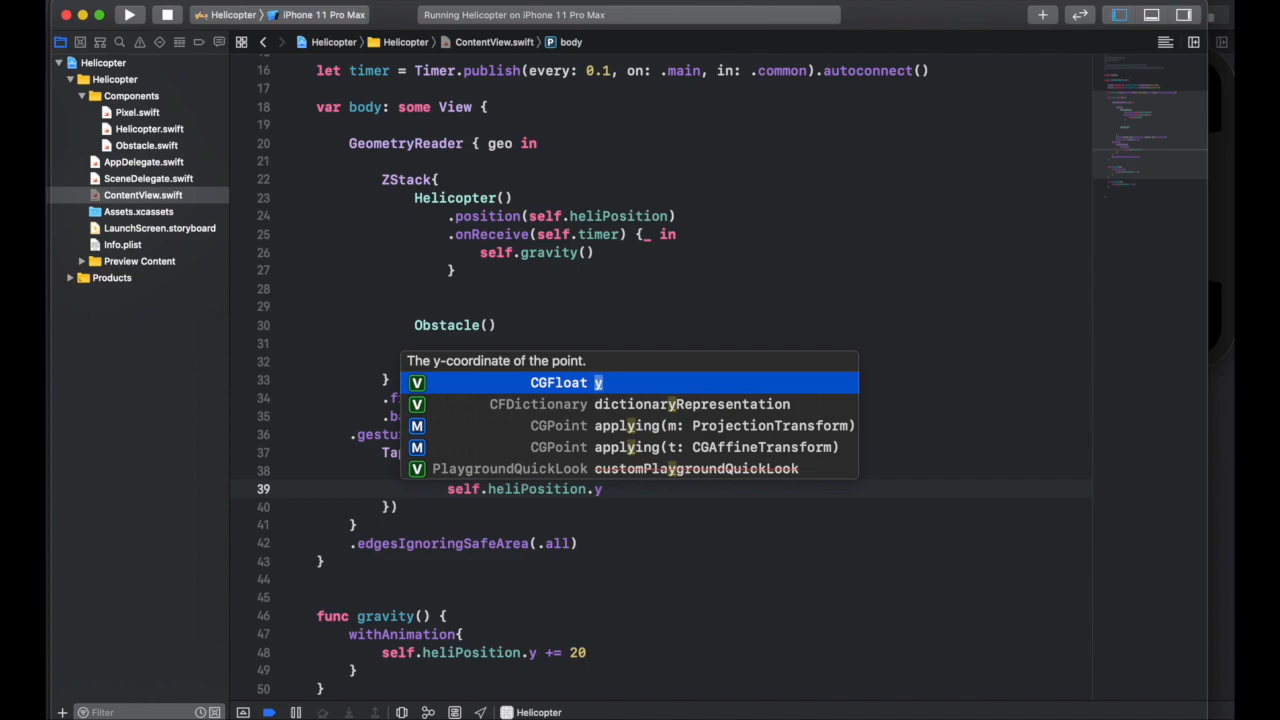 Helicopter 〉 iPhone 11 Pro Max
Running Helicopter on iPhone 11 Pro Max
Helicopter 〉 Helicopter 〉 ContentView.swift 〉 P body
Helicopter
Helicopter
Components
Pixel.swift
Helicopter.swift
Obstacle.swift
AppDelegate.swift
SceneDelegate.swift
ContentView.swift
Assets.xcassets
LaunchScreen.storyboard
Info.plist
Preview Content
Products
16 let timer = Timer.publish(every: 0.1, on: .main, in: .common).autoconnect()
17
18 var body: some View {
19
20 GeometryReader { geo in
21
22 ZStack{
23 Helicopter()
24 .position(self.heliPosition)
25 .onReceive(self.timer) {_ in
26 self.gravity()
27 }
28
29
30 Obstacle()
31
32
33 }
34 .f
35 .b
36 .gestu
37 Ta
38
39 self.heliPosition.y
40 })
41 }
42 .edgesIgnoringSafeArea(.all)
43 }
44
45
46 func gravity() {
47 withAnimation{
48 self.heliPosition.y += 20
49 }
50 }
The y-coordinate of the point.
V CGFloat y
V CFDictionary dictionaryRepresentation
M CGPoint applying(m: ProjectionTransform)
M CGPoint applying(t: CGAffineTransform)
V PlaygroundQuickLook customPlaygroundQuickLook
Filter
Helicopter